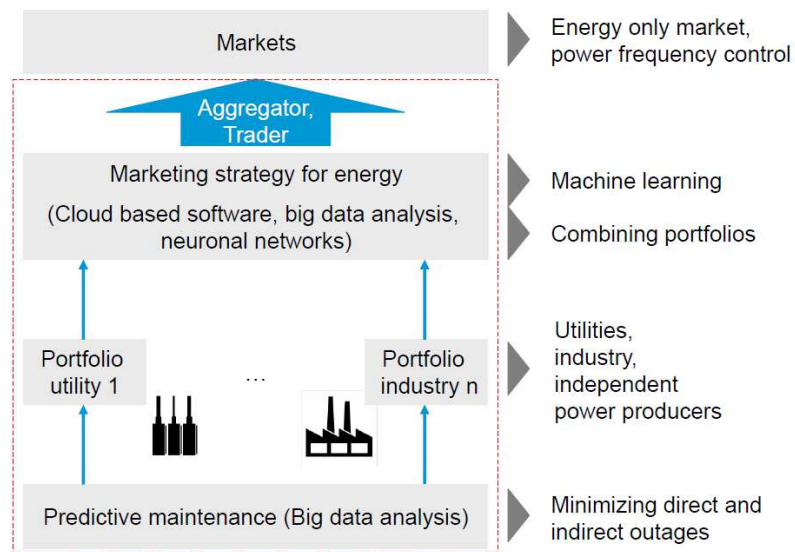 Markets
Energy only market,
power frequency control
Aggregator,
Trader
Marketing strategy for energy
(Cloud based software, big data analysis,
neuronal networks)
Machine learning
Combining portfolios
Portfolio
utility 1
...
Portfolio
industry n
Utilities,
industry,
independent
power producers
Predictive maintenance (Big data analysis)
Minimizing direct and
indirect outages